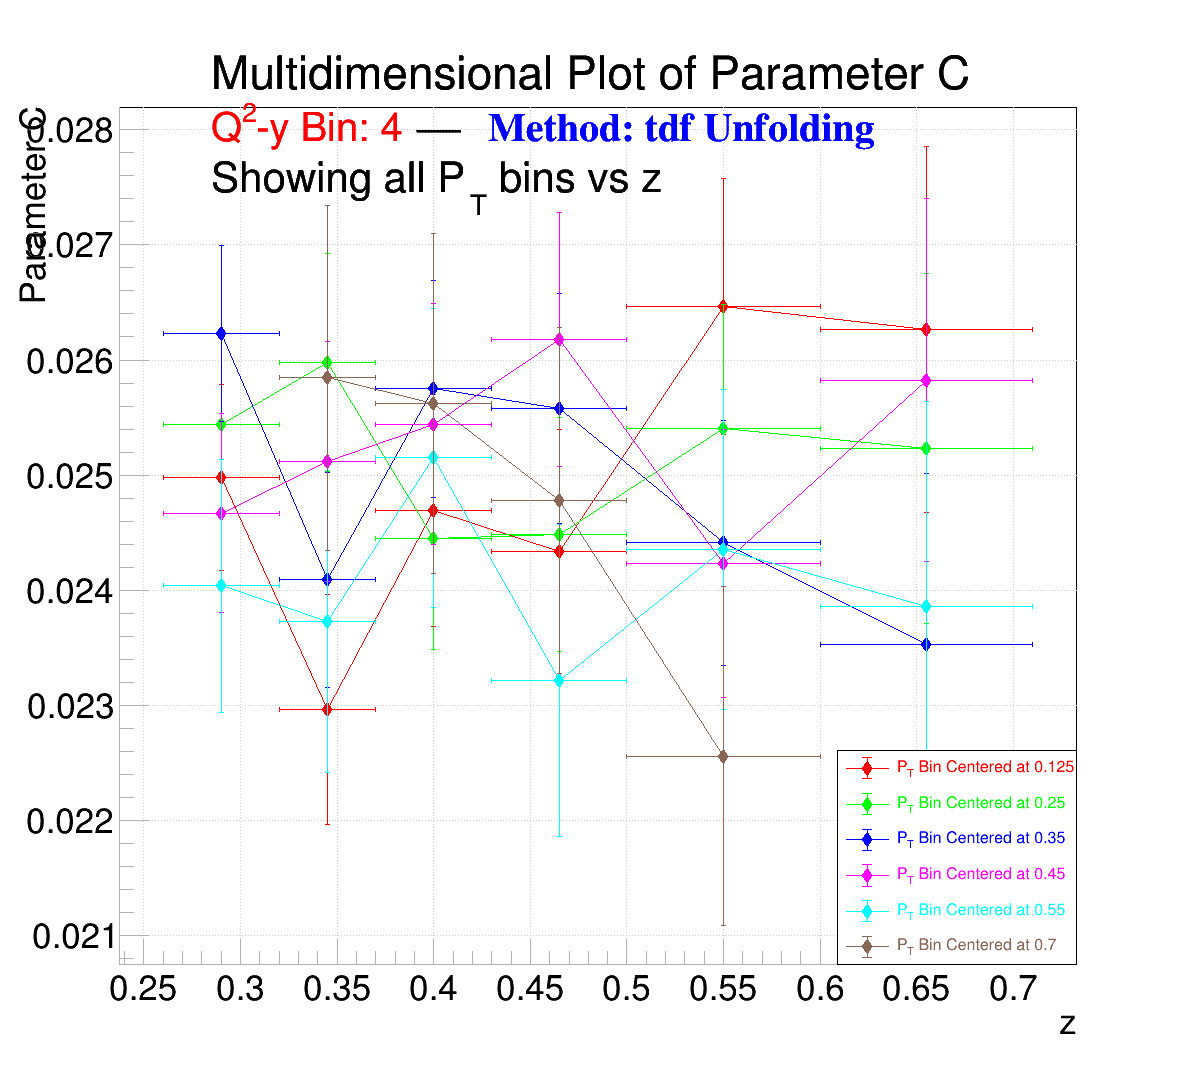 Multidimensional Plot of Parameter C
Q²-y Bin: 4 — Method: tdf Unfolding
Showing all P_T bins vs z
Parameter C
0.028
0.027
0.026
0.025
0.024
0.023
0.022
0.021
P_T Bin Centered at 0.125
P_T Bin Centered at 0.25
P_T Bin Centered at 0.35
P_T Bin Centered at 0.45
P_T Bin Centered at 0.55
P_T Bin Centered at 0.7
0.25 0.3 0.35 0.4 0.45 0.5 0.55 0.6 0.65 0.7
z